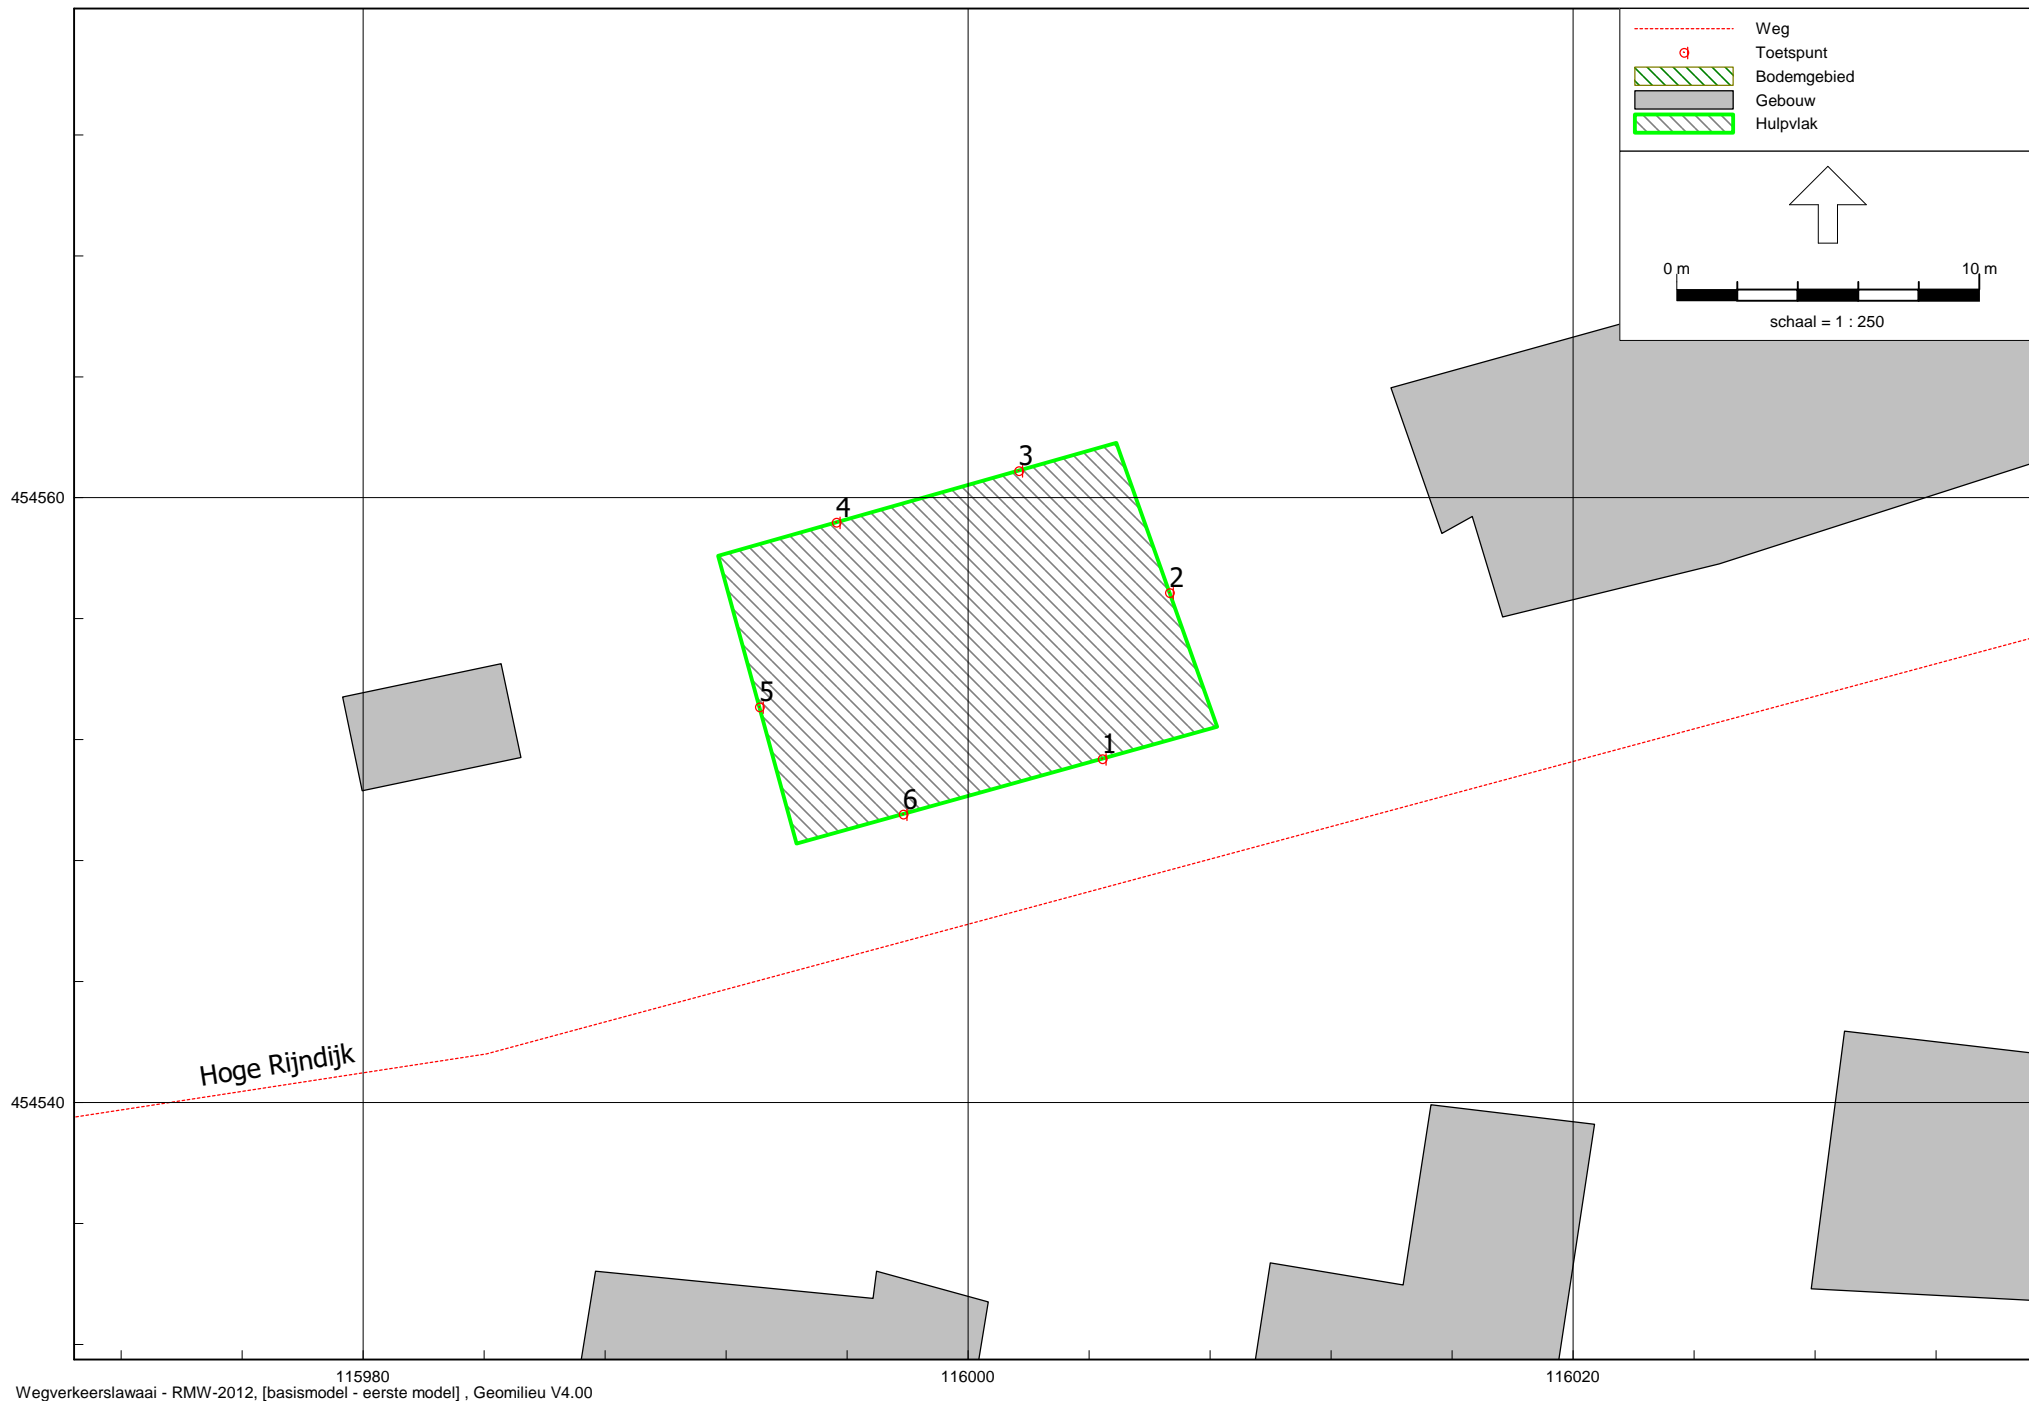 Weg
Toetspunt
Bodemgebied
Gebouw
Hulpvlak
0 m 10 m
schaal = 1 : 250
3
454560
4
2
5
1
6
Hoge Rijndijk
454540
115980 116000 116020
Wegverkeerslawaai - RMW-2012, [basismodel - eerste model] , Geomilieu V4.00